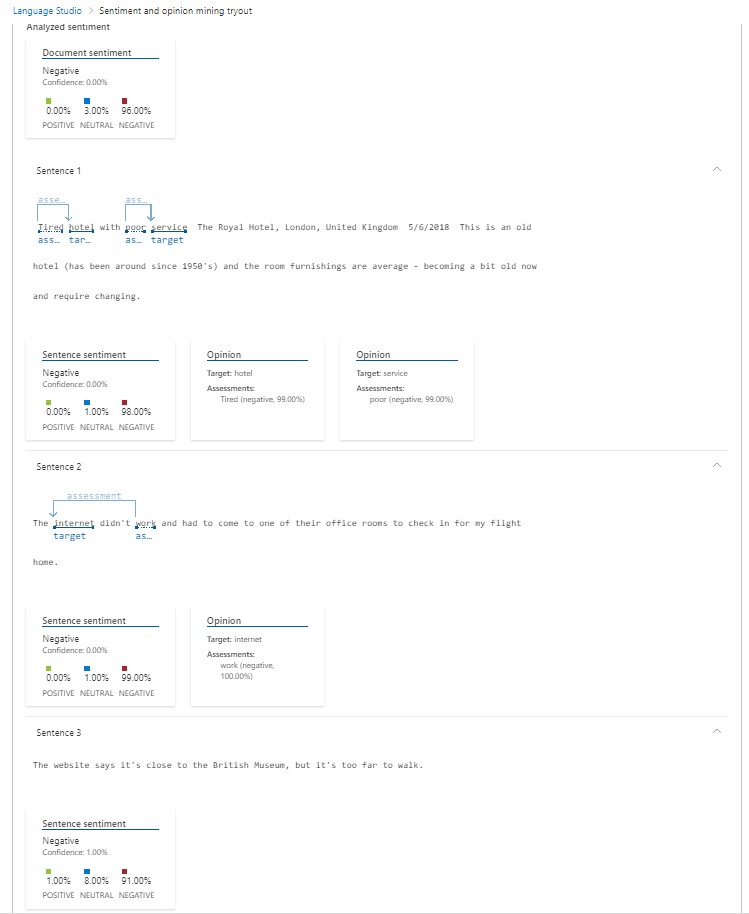 Language Studio > Sentiment and opinion mining tryout
Analyzed sentiment
Document sentiment
Negative
Confidence: 0.00%
0.00% 3.00% 96.00%
POSITIVE NEUTRAL NEGATIVE
Sentence 1
asse... ass...
Tired hotel with poor service The Royal Hotel, London, United Kingdom 5/6/2018 This is an old
ass... tar... as... target
hotel (has been around since 1950's) and the room furnishings are average - becoming a bit old now
and require changing.
Sentence sentiment
Negative
Confidence: 0.00%
0.00% 1.00% 98.00%
POSITIVE NEUTRAL NEGATIVE
Opinion
Target: hotel
Assessments:
Tired (negative, 99.00%)
Opinion
Target: service
Assessments:
poor (negative, 99.00%)
Sentence 2
assessment
The internet didn't work and had to come to one of their office rooms to check in for my flight
target as...
home.
Sentence sentiment
Negative
Confidence: 0.00%
0.00% 1.00% 99.00%
POSITIVE NEUTRAL NEGATIVE
Opinion
Target: internet
Assessments:
work (negative,
100.00%)
Sentence 3
The website says it's close to the British Museum, but it's too far to walk.
Sentence sentiment
Negative
Confidence: 1.00%
1.00% 8.00% 91.00%
POSITIVE NEUTRAL NEGATIVE